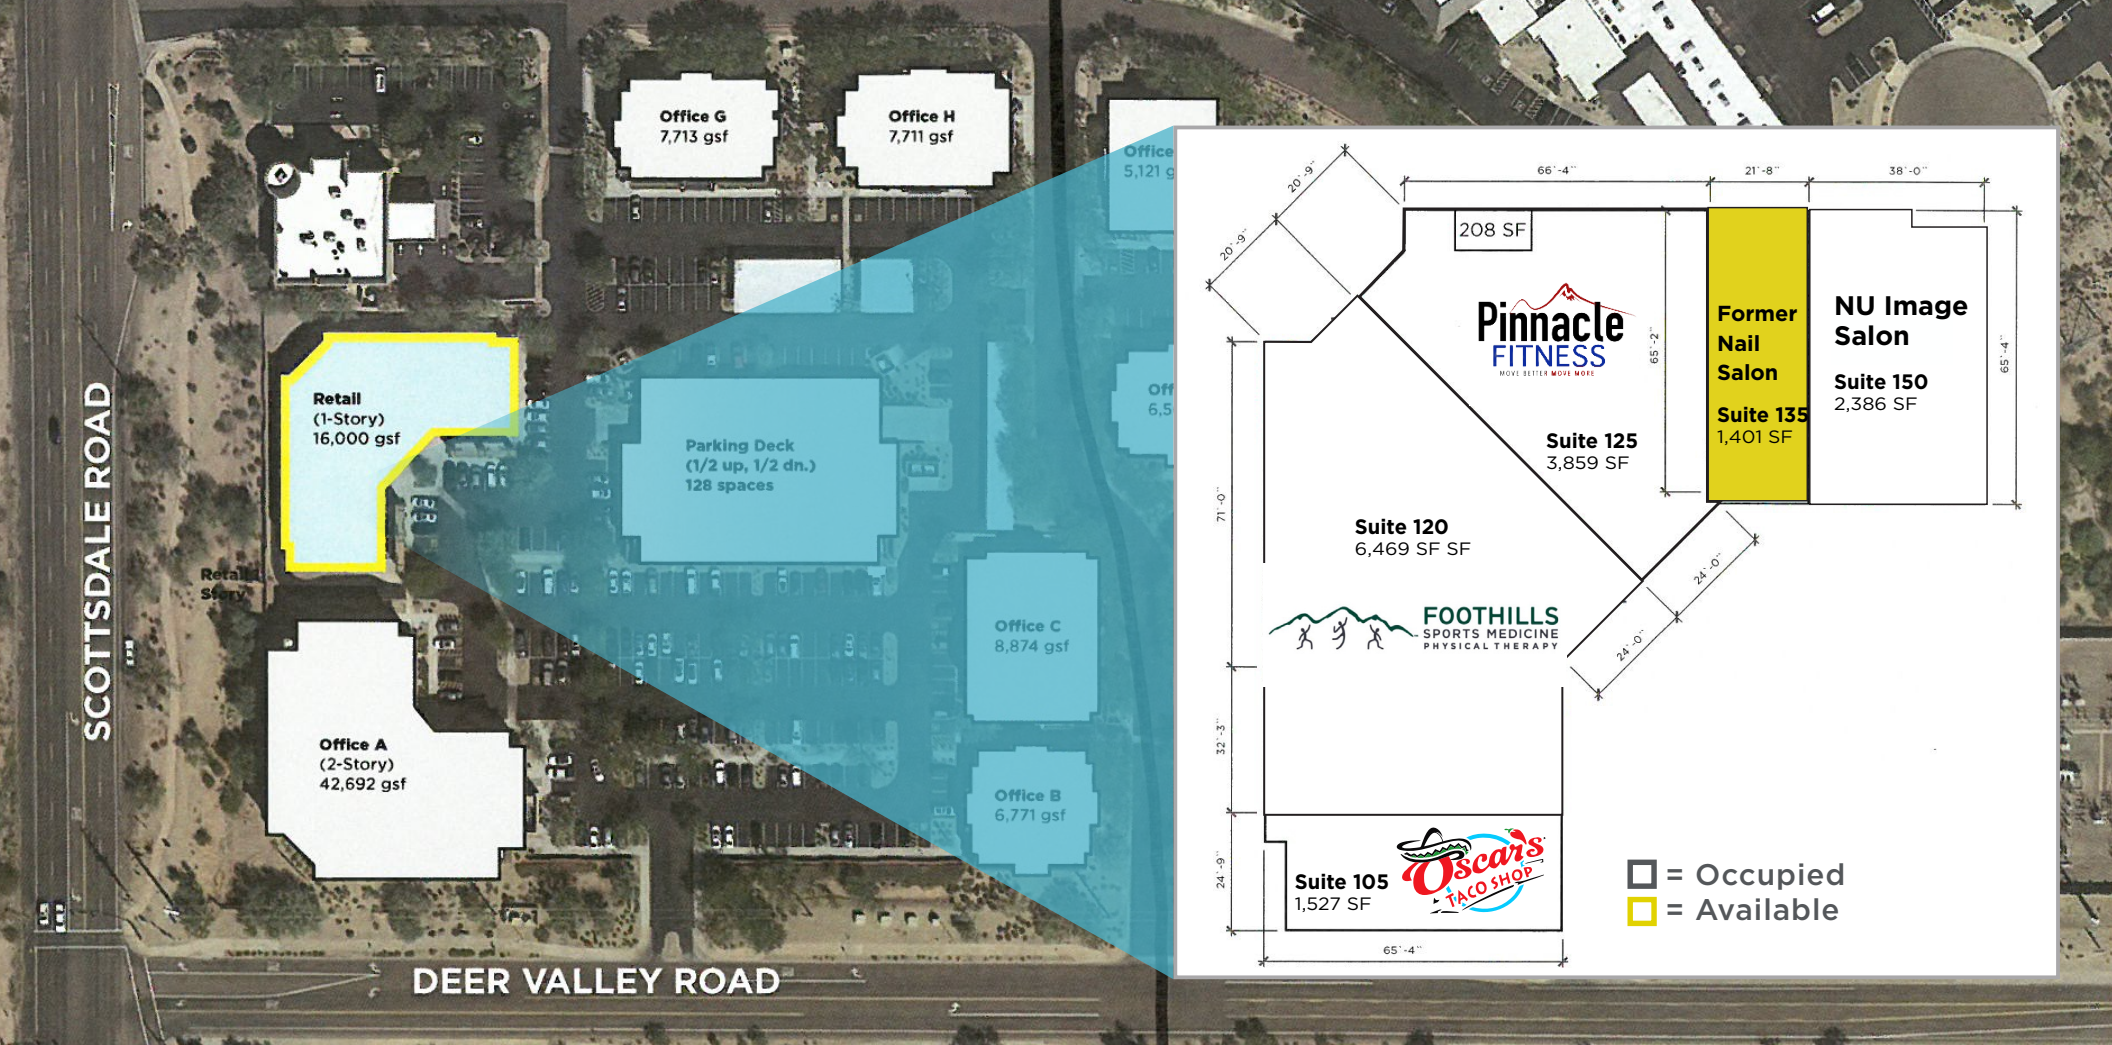 SCOTTSDALE ROAD
DEER VALLEY ROAD
Office G
7,713 gsf
Office H
7,711 gsf
Office
5,121 g
Retail
(1-Story)
16,000 gsf
Parking Deck
(1/2 up, 1/2 dn.)
128 spaces
Off
6,5
Retail
Story
Office C
8,874 gsf
Office A
(2-Story)
42,692 gsf
Office B
6,771 gsf
20'-9"
20'-9"
66'-4"
21'-8"
38'-0"
208 SF
Pinnacle
FITNESS
MOVE BETTER MOVE MORE
65'-2"
Suite 125
3,859 SF
Former
Nail
Salon
Suite 135
1,401 SF
NU Image
Salon
Suite 150
2,386 SF
65'-4"
71'-0"
Suite 120
6,469 SF SF
FOOTHILLS
SPORTS MEDICINE
PHYSICAL THERAPY
24'-0"
24'-0"
32'-3"
24'-9"
Suite 105
1,527 SF
Oscar's
TACO SHOP
65'-4"
= Occupied
= Available